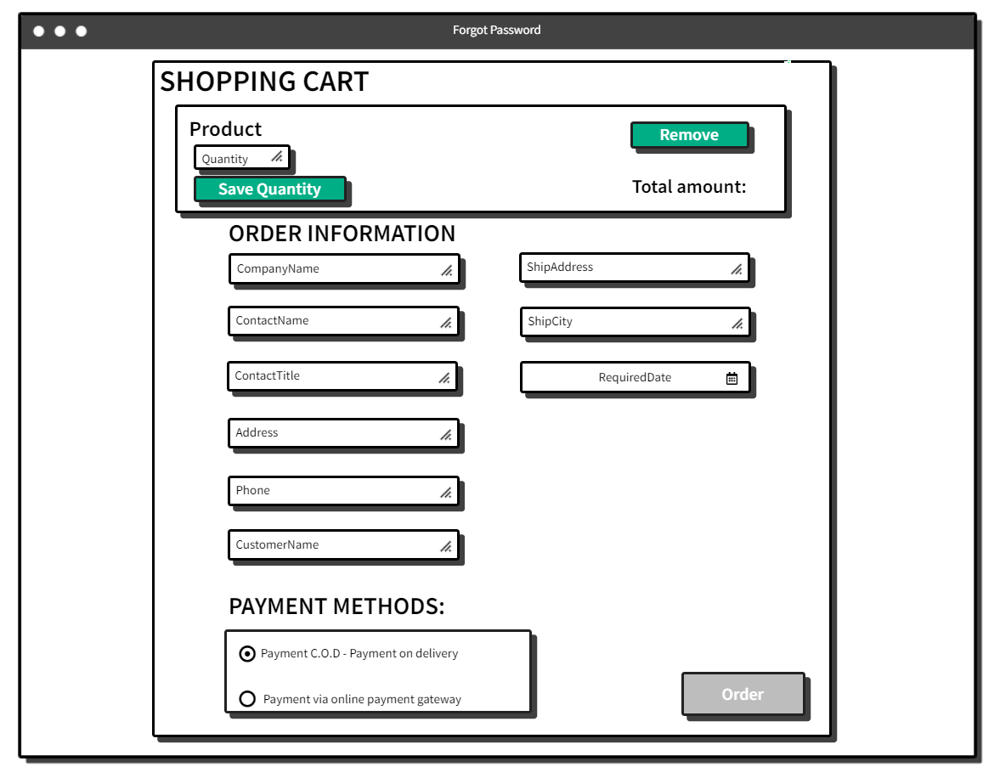 Forgot Password
SHOPPING CART
Product
Remove
Quantity
Save Quantity
Total amount:
ORDER INFORMATION
CompanyName
ShipAddress
ContactName
ShipCity
ContactTitle
RequiredDate
Address
Phone
CustomerName
PAYMENT METHODS:
Payment C.O.D - Payment on delivery
Payment via online payment gateway
Order